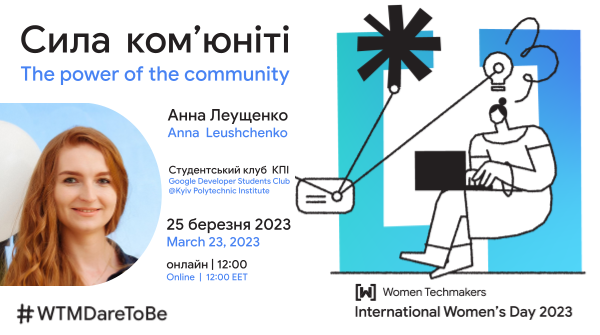 Сила ком’юніті
The power of the community
Анна Леущенко
Anna Leushchenko
Студентський клуб КПІ
Google Developer Students Club
@Kyiv Polytechnic Institute
25 березня 2023
March 23, 2023
онлайн | 12:00
Online | 12:00 EET
#WTMDareToBe
[W] Women Techmakers
International Women’s Day 2023